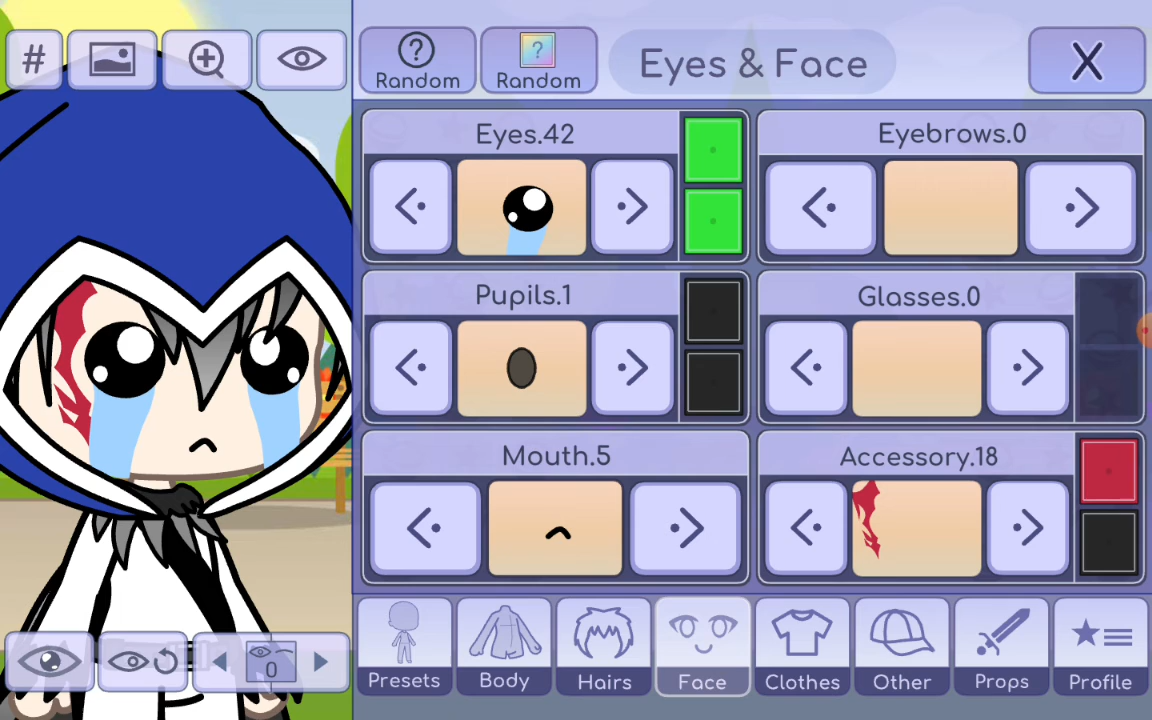 #
? Random
? Random
Eyes & Face
X
Eyes.42
Eyebrows.0
Pupils.1
Glasses.0
Mouth.5
Accessory.18
0
Presets
Body
Hairs
Face
Clothes
Other
Props
Profile